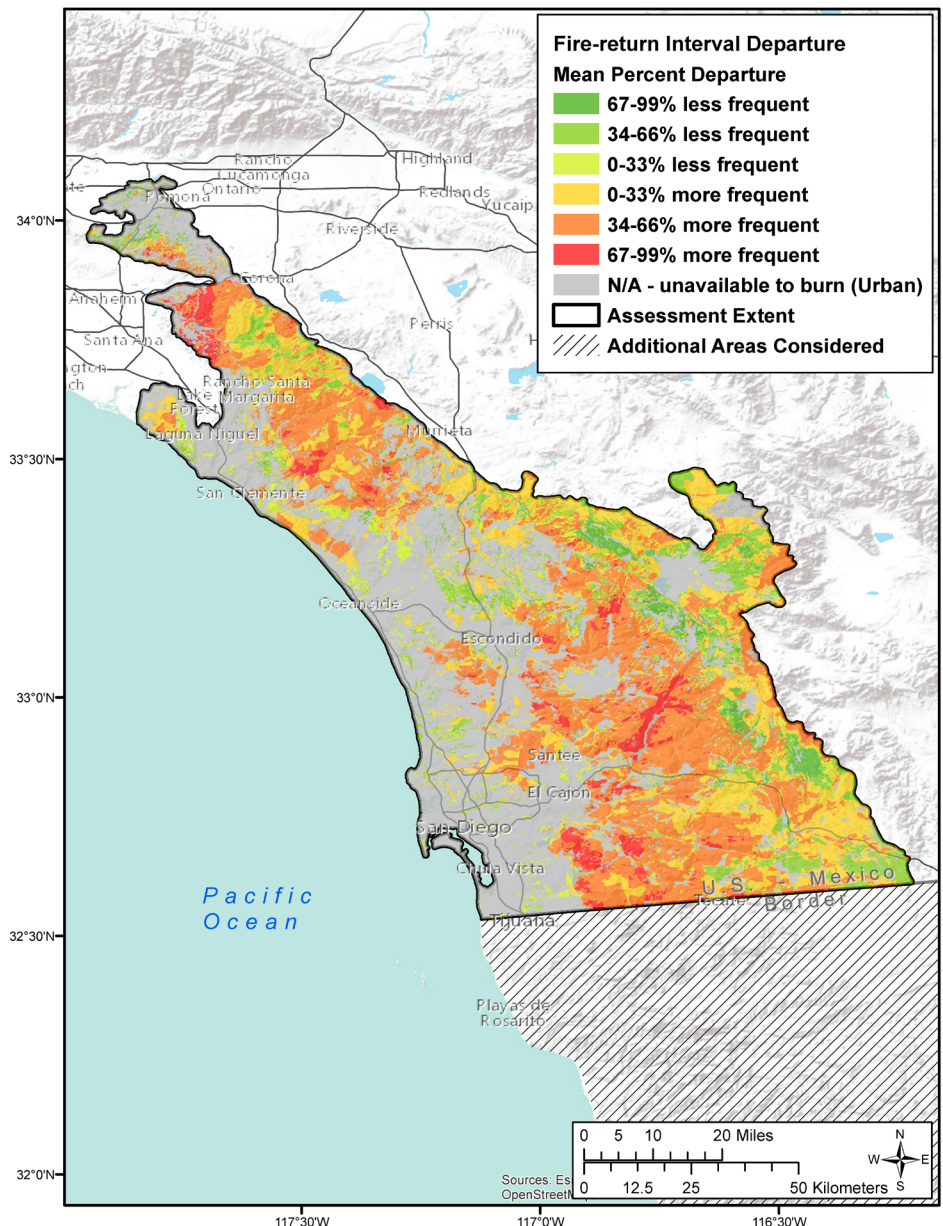 Fire-return Interval Departure
Mean Percent Departure
67-99% less frequent
34-66% less frequent
0-33% less frequent
0-33% more frequent
34-66% more frequent
67-99% more frequent
N/A - unavailable to burn (Urban)
Assessment Extent
Additional Areas Considered
Rancho
Cucamonga
Highland
Ontario
Redlands
Pomona
Yucaip
34°0'N
Riverside
Corona
Anaheim
Perris
Santa Ana
ngton
ch
Rancho Santa
Margarita
Lake
Forest
Laguna Niguel
Murrieta
33°30'N
San Clemente
Oceanside
Escondido
33°0'N
Santee
El Cajon
San Diego
Chula Vista
U.S. - Mexico
Border
Tecate
Tijuana
Pacific
Ocean
32°30'N
Playas de
Rosarito
0 5 10 20 Miles
0 12.5 25 50 Kilometers
N
W E
S
32°0'N
Sources: Es
OpenStreetM
117°30'W
117°0'W
116°30'W